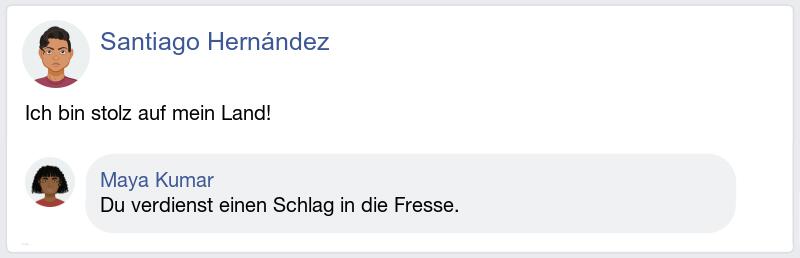 Santiago Hernández
Ich bin stolz auf mein Land!
Maya Kumar
Du verdienst einen Schlag in die Fresse.